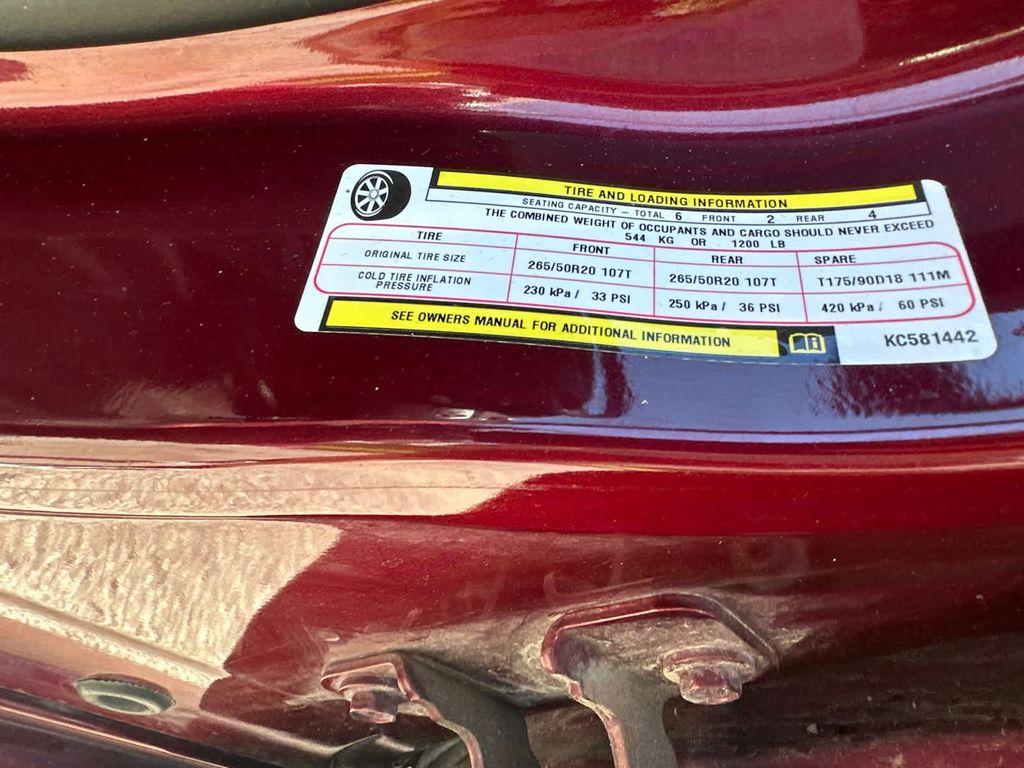 TIRE AND LOADING INFORMATION
SEATING CAPACITY – TOTAL 6 FRONT 2 REAR 4
THE COMBINED WEIGHT OF OCCUPANTS AND CARGO SHOULD NEVER EXCEED
544 KG OR 1200 LB
TIRE FRONT REAR SPARE
ORIGINAL TIRE SIZE 265/50R20 107T 265/50R20 107T T175/90D18 111M
COLD TIRE INFLATION PRESSURE 230 kPa / 33 PSI 250 kPa / 36 PSI 420 kPa / 60 PSI
SEE OWNERS MANUAL FOR ADDITIONAL INFORMATION
KC581442